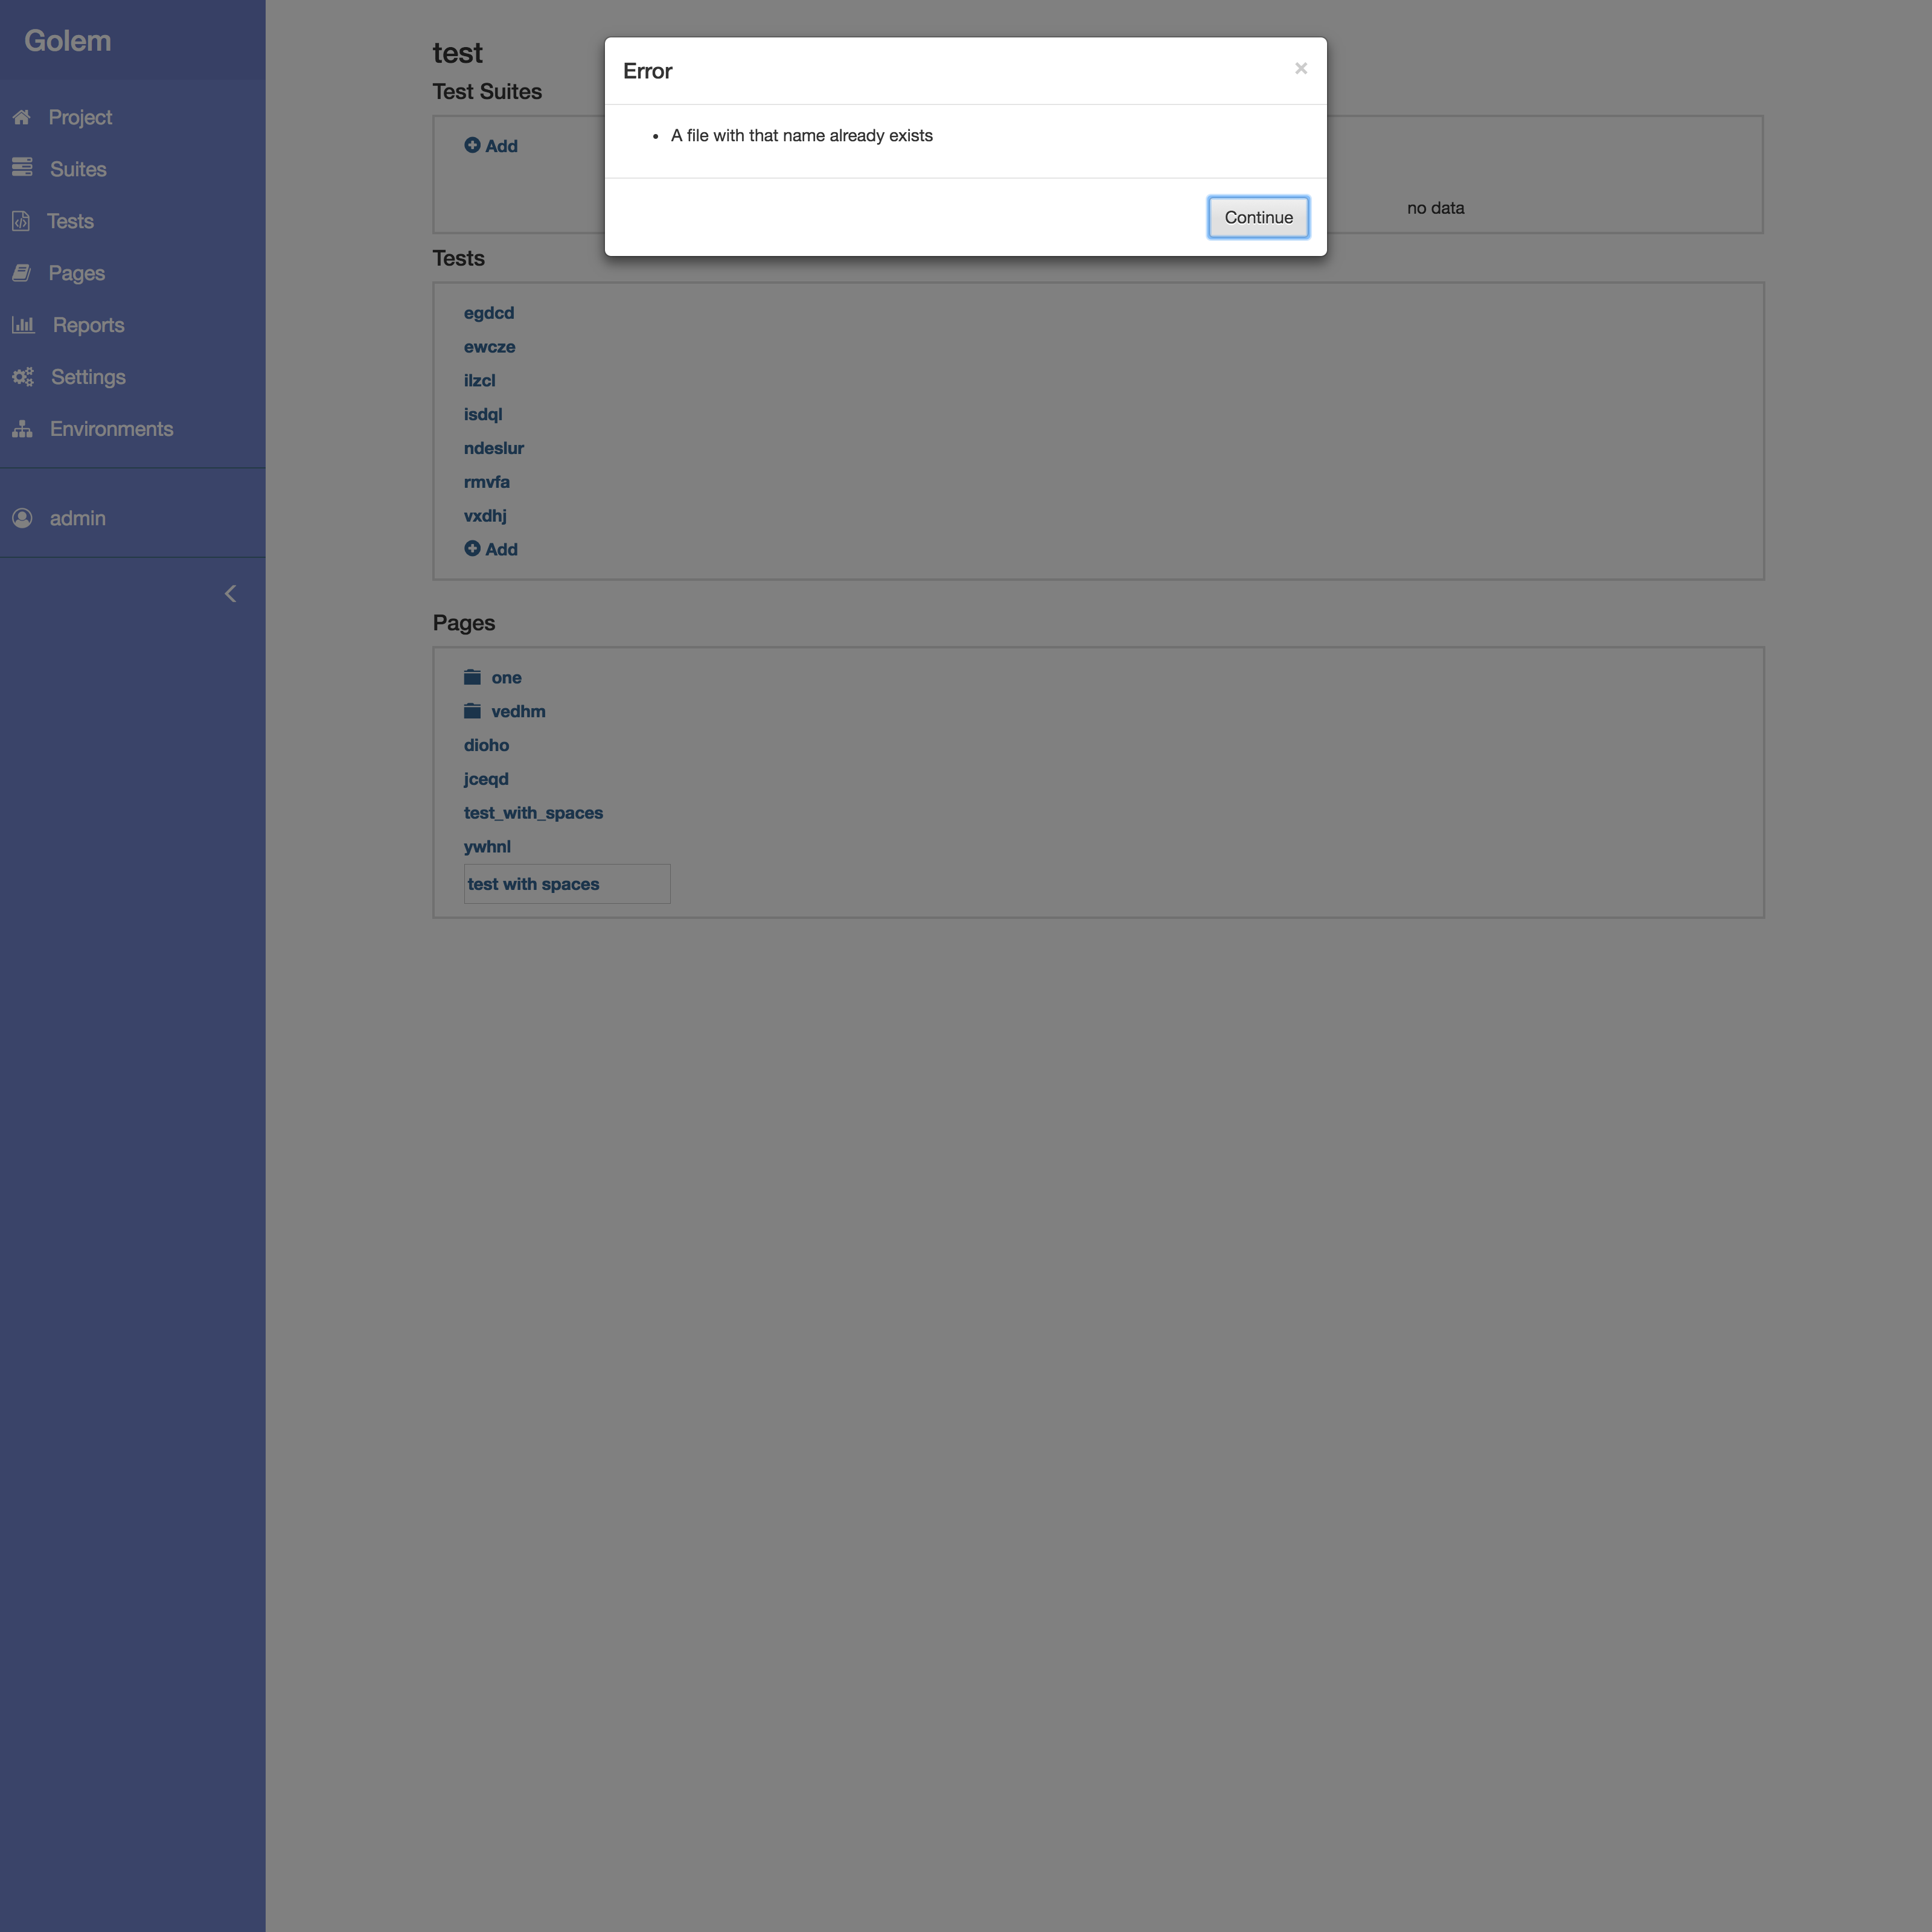 Golem
Project
Suites
Tests
Pages
Reports
Settings
Environments
admin
test
Test Suites
Add
no data
Error
×
A file with that name already exists
Continue
Tests
egdcd
ewcze
ilzcl
isdql
ndeslur
rmvfa
vxdhj
Add
Pages
one
vedhm
dioho
jceqd
test_with_spaces
ywhnl
test with spaces